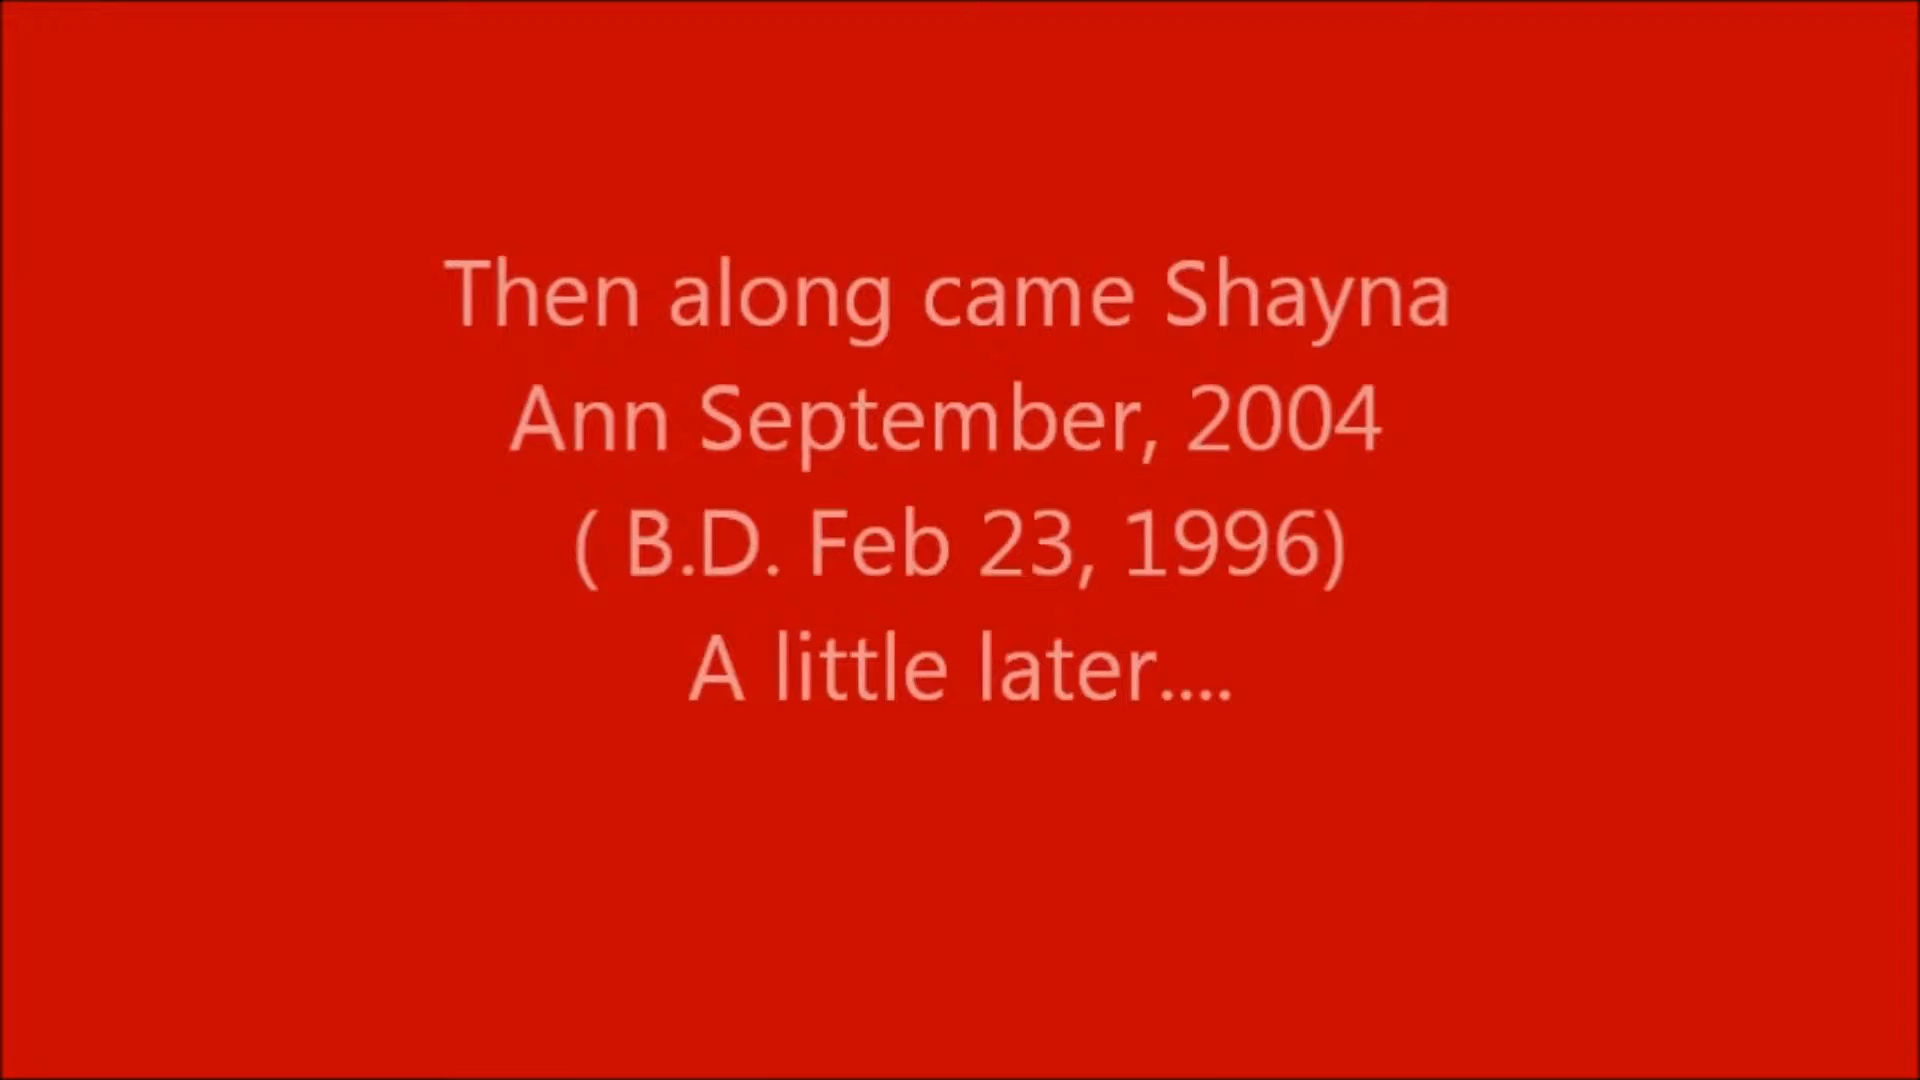 Then along came Shayna
Ann September, 2004
( B.D. Feb 23, 1996)
A little later....